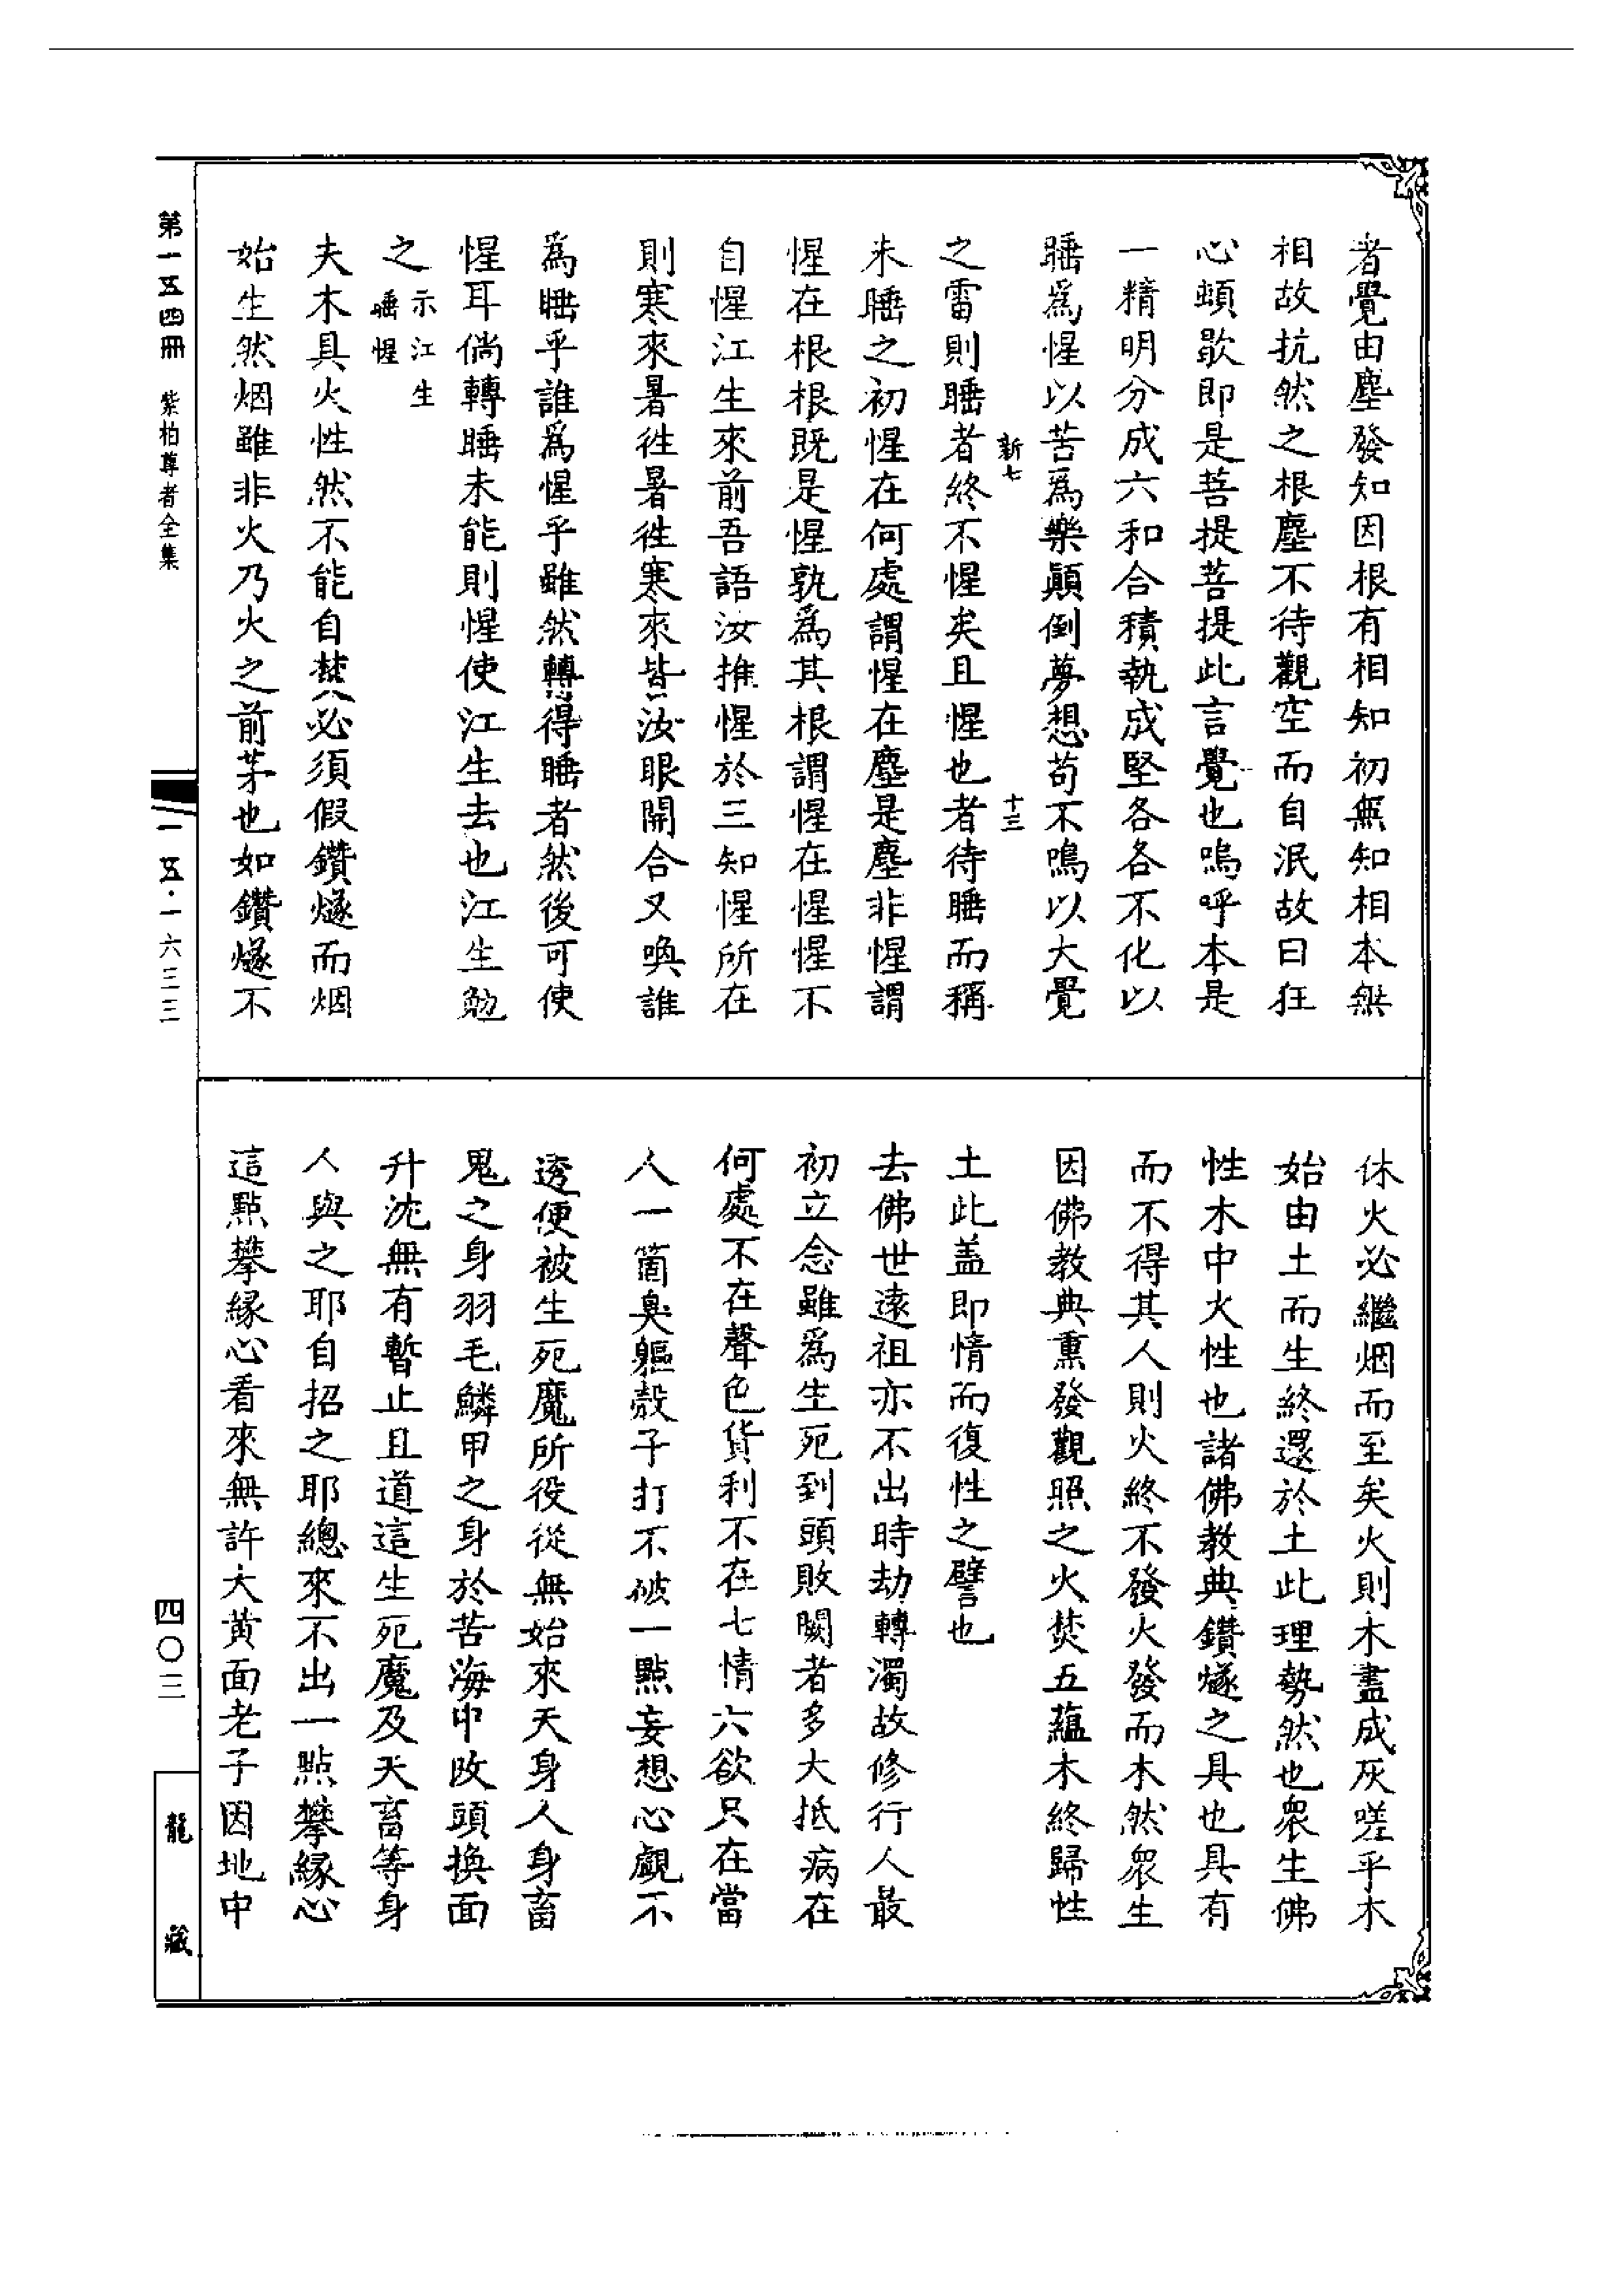 者覺由塵發知因根有相知初無知相本無
相故抗然之根塵不待觀空而自泯故曰狂
心頓歇即是菩提菩提此言覺也嗚呼本是
一精明分成六和合積執成堅各各不化以
睡爲惺以苦爲樂顚倒夢想苟不鳴以大覺
新七
十三
之雷則睡者終不惺矣且惺也者待睡而稱
未睡之初惺在何處謂惺在塵是塵非惺謂
惺在根根既是惺孰爲其根謂惺在惺惺不
自惺江生來前吾語汝推惺於三知惺所在
則寒來暑徃暑徃寒來皆汝眼開合又喚誰
爲睡乎誰爲惺乎雖然轉得睡者然後可使
惺耳倘轉睡未能則惺使江生去也江生勉
之示江生
睡惺
夫木具火性然不能自焚必須假鑽燧而烟
始生然烟雖非火乃火之前茅也如鑽燧不
休火必繼烟而至矣火則木盡成灰嗟乎木
始由土而生終還於土此理勢然也衆生佛
性木中火性也諸佛教典鑽燧之具也具有
而不得其人則火終不發火發而木然衆生
因佛教典熏發觀照之火焚五蘊木終歸性
土此盖即情而復性之譬也
去佛世遠祖亦不出時劫轉濁故修行人最
初立念雖爲生死到頭敗闕者多大抵病在
何處不在聲色貨利不在七情六欲只在當
人一箇臭軀殼子打不破一點妄想心觑不
透便被生死魔所役從無始來天身人身畜
鬼之身羽毛鱗甲之身於苦海中改頭換面
升沈無有暫止且道這生死魔及天畜等身
人與之耶自招之耶總來不出一點攀緣心
這點攀緣心看來無許大黄面老子因地中
第一五四冊 紫柏尊者全集
一一五·一六三三
四〇三
龍藏